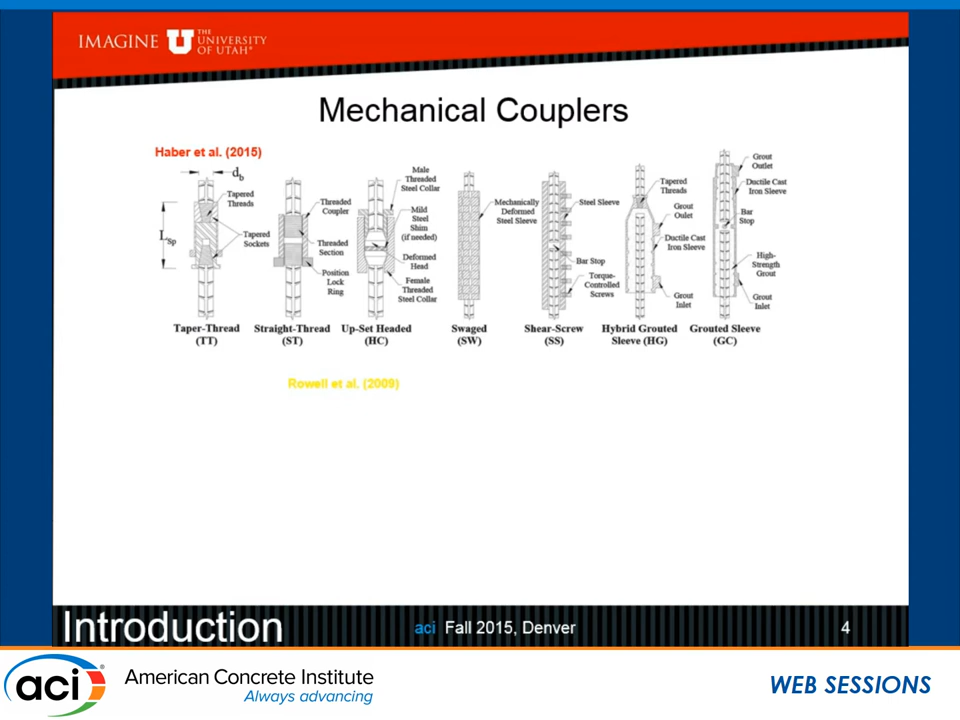 IMAGINE
THE
UNIVERSITY
OF UTAH®
Mechanical Couplers
Haber et al. (2015)
db
LSp
Tapered
Threads
Tapered
Sockets
Taper-Thread
(TT)
Threaded
Coupler
Threaded
Section
Position
Lock
Ring
Straight-Thread
(ST)
Male
Threaded
Steel Collar
Mild
Steel
Shim
(if needed)
Deformed
Head
Female
Threaded
Steel Collar
Up-Set Headed
(HC)
Mechanically
Deformed
Steel Sleeve
Swaged
(SW)
Steel Sleeve
Bar Stop
Torque-
Controlled
Screws
Shear-Screw
(SS)
Tapered
Threads
Grout
Oulet
Ductile Cast
Iron Sleeve
Grout
Inlet
Hybrid Grouted
Sleeve (HG)
Grout
Outlet
Ductile Cast
Iron Sleeve
Bar
Stop
High-
Strength
Grout
Grout
Inlet
Grouted Sleeve
(GC)
Rowell et al. (2009)
Introduction
aci Fall 2015, Denver
4
aci®
American Concrete Institute
Always advancing
WEB SESSIONS